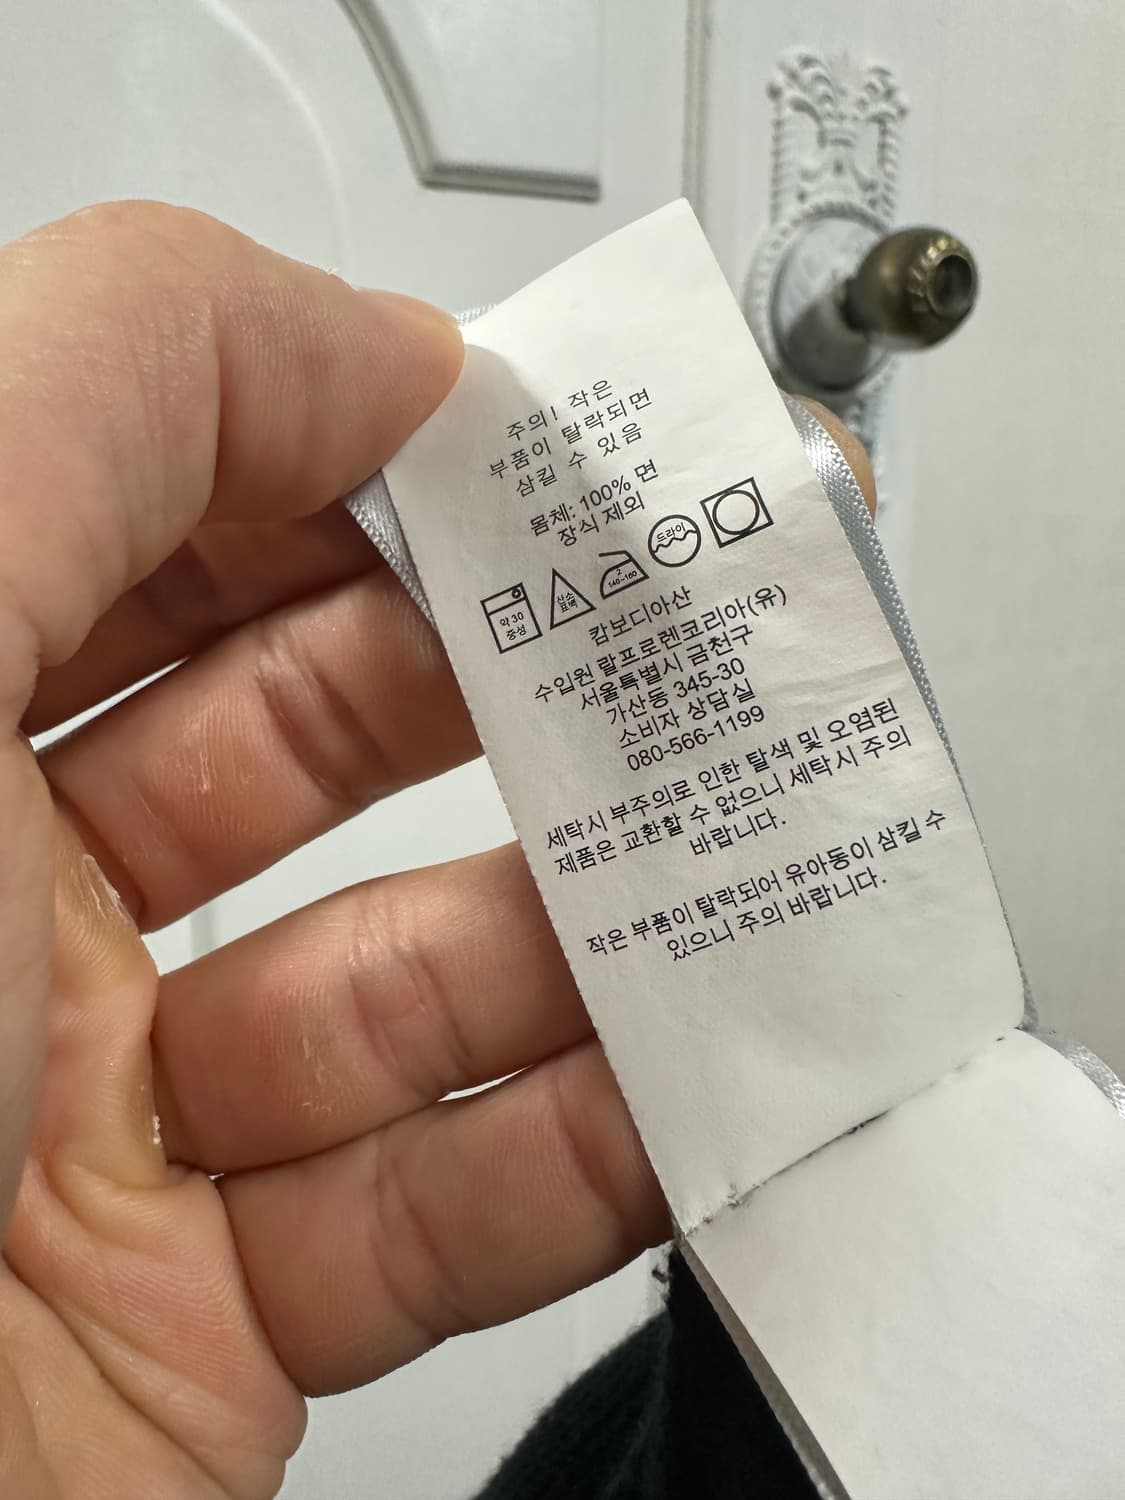 주의! 작은
부품이 탈락되면
삼킬 수 있음
몸체: 100% 면
장식 제외
약 30
중성
산소
표백
2
140~160
드라이
캄보디아산
수입원 랄프로렌코리아(유)
서울특별시 금천구
가산동 345-30
소비자 상담실
080-566-1199
세탁시 부주의로 인한 탈색 및 오염된
제품은 교환할 수 없으니 세탁시 주의
바랍니다.
작은 부품이 탈락되어 유아동이 삼킬 수
있으니 주의 바랍니다.